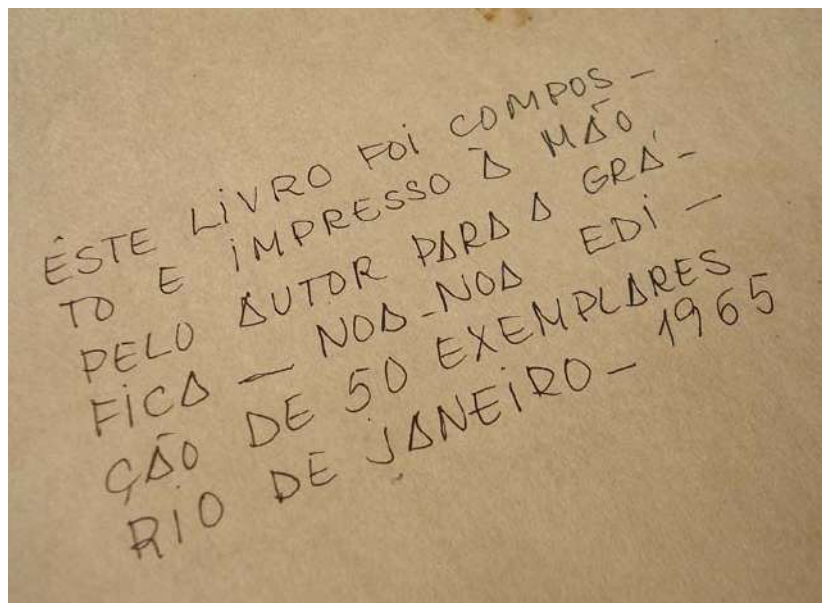 ÊSTE LIVRO FOI COMPOS-
TO E IMPRESSO À MÃO
PELO AUTOR PARA A GRÁ-
FICA — NOA-NOA EDI-
ÇÃO DE 50 EXEMPLARES
RIO DE JANEIRO - 1965